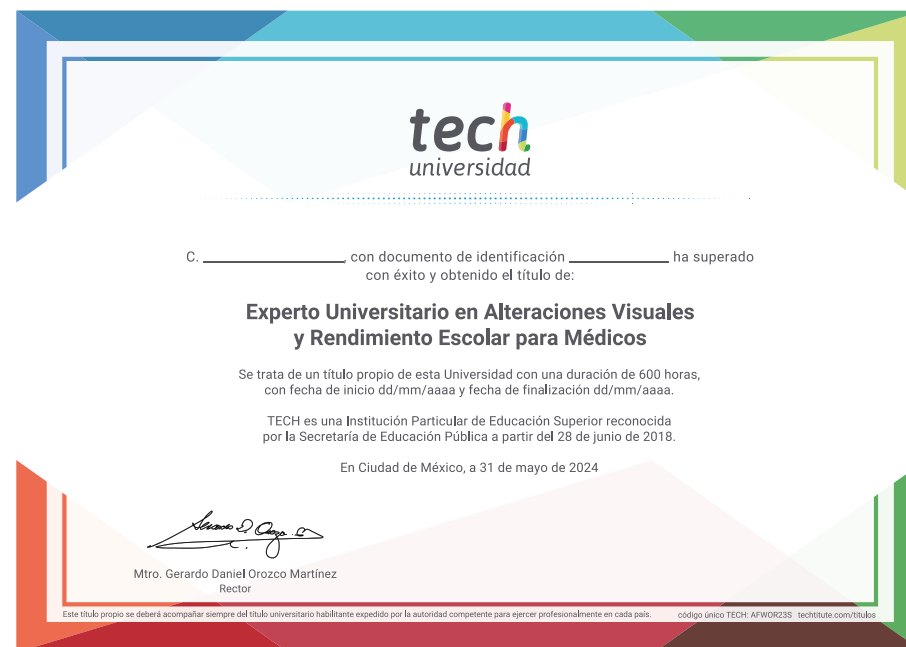 tech
universidad
C. ____________________, con documento de identificación ______________ ha superado
con éxito y obtenido el título de:
Experto Universitario en Alteraciones Visuales
y Rendimiento Escolar para Médicos
Se trata de un título propio de esta Universidad con una duración de 600 horas,
con fecha de inicio dd/mm/aaaa y fecha de finalización dd/mm/aaaa.
TECH es una Institución Particular de Educación Superior reconocida
por la Secretaría de Educación Pública a partir del 28 de junio de 2018.
En Ciudad de México, a 31 de mayo de 2024
Mtro. Gerardo Daniel Orozco Martínez
Rector
Este título propio se deberá acompañar siempre del título universitario habilitante expedido por la autoridad competente para ejercer profesionalmente en cada país. código único TECH: AFWOR23S techtitute.com/titulos